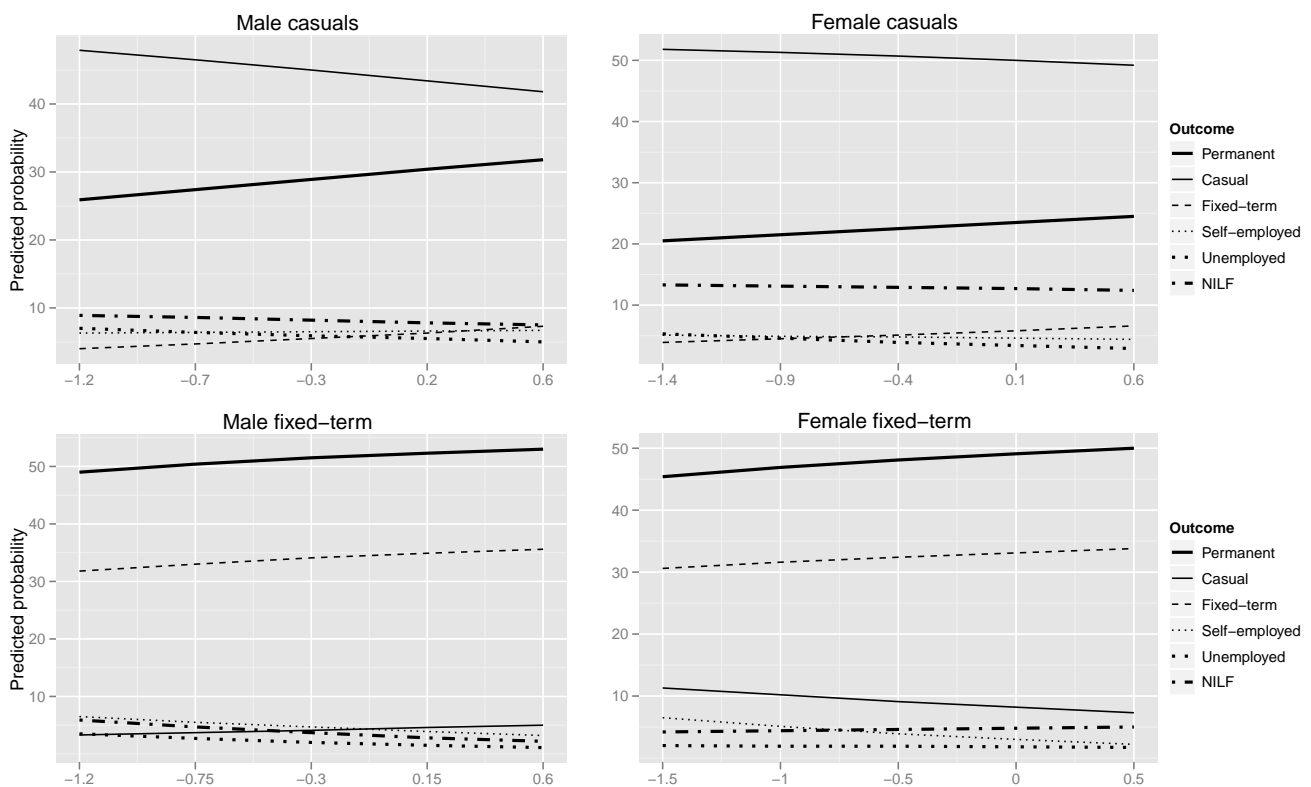 Male casuals
Female casuals
Predicted probability
40
30
20
10
−1.2 −0.7 −0.3 0.2 0.6
50
40
30
20
10
−1.4 −0.9 −0.4 0.1 0.6
Outcome
Permanent
Casual
Fixed−term
Self−employed
Unemployed
NILF
Male fixed−term
Female fixed−term
Predicted probability
50
40
30
20
10
−1.2 −0.75 −0.3 0.15 0.6
50
40
30
20
10
−1.5 −1 −0.5 0 0.5
Outcome
Permanent
Casual
Fixed−term
Self−employed
Unemployed
NILF